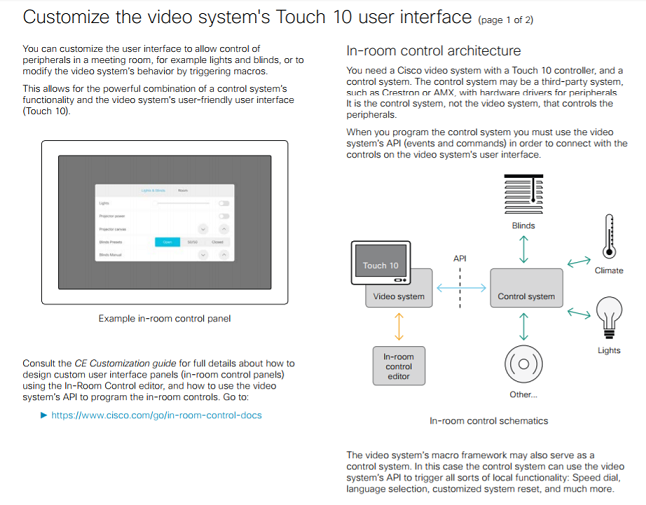 Customize the video system's Touch 10 user interface (page 1 of 2)
You can customize the user interface to allow control of
peripherals in a meeting room, for example lights and blinds, or to
modify the video system's behavior by triggering macros.
This allows for the powerful combination of a control system's
functionality and the video system's user-friendly user interface
(Touch 10).
Lights & Blinds
Room
Lights
Projector screen
Projector canvas
Blinds Presets
Blinds Manual
Example in-room control panel
Consult the CE Customization guide for full details about how to
design custom user interface panels (in-room control panels)
using the In-Room Control editor, and how to use the video
system's API to program the in-room controls. Go to:
► https://www.cisco.com/go/in-room-control-docs
In-room control architecture
You need a Cisco video system with a Touch 10 controller, and a
control system. The control system may be a third-party system,
such as Crestron or AMX, with hardware drivers for peripherals.
It is the control system, not the video system, that controls the
peripherals.
When you program the control system you must use the video
system's API (events and commands) in order to connect with the
controls on the video system's user interface.
Blinds
Touch 10
API
Climate
Video system
Control system
Lights
In-room
control
editor
Other...
In-room control schematics
The video system's macro framework may also serve as a
control system. In this case the control system can use the video
system's API to trigger all sorts of local functionality: Speed dial,
language selection, customized system reset, and much more.